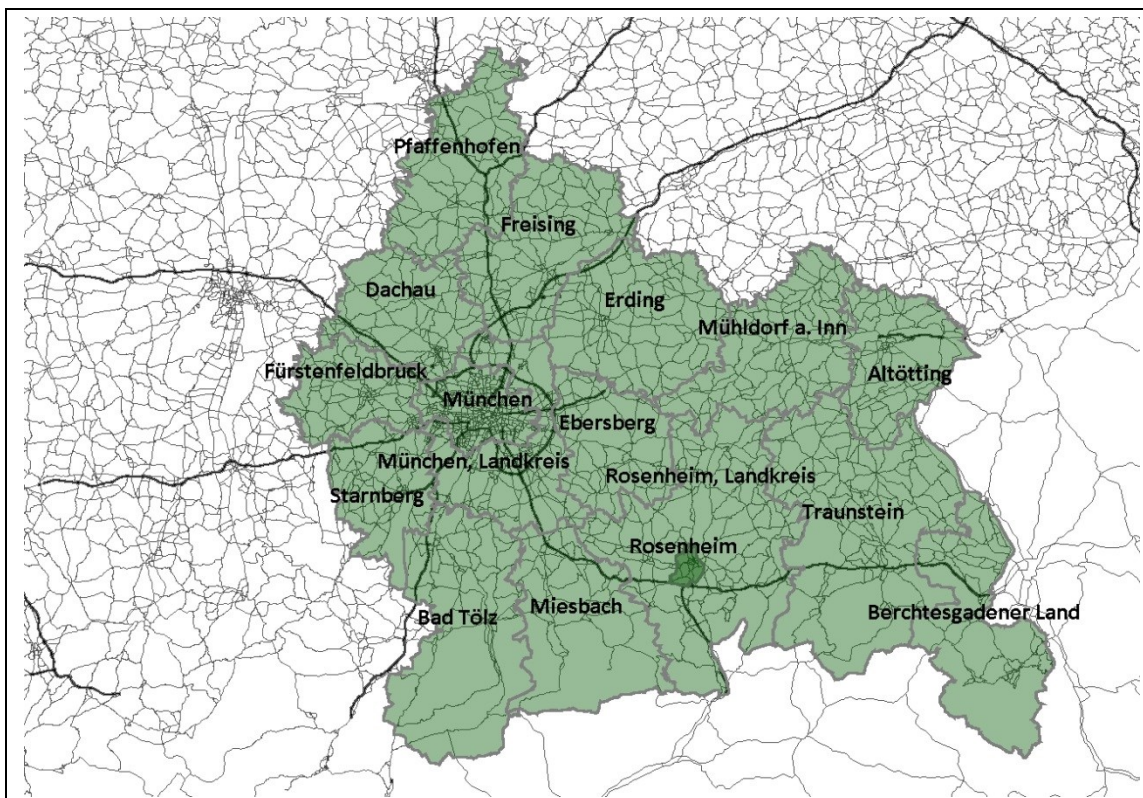 Pfaffenhofen
Freising
Dachau
Erding
Mühldorf a. Inn
Fürstenfeldbruck
Altötting
München
Ebersberg
München, Landkreis
Rosenheim, Landkreis
Starnberg
Traunstein
Rosenheim
Miesbach
Berchtesgadener Land
Bad Tölz